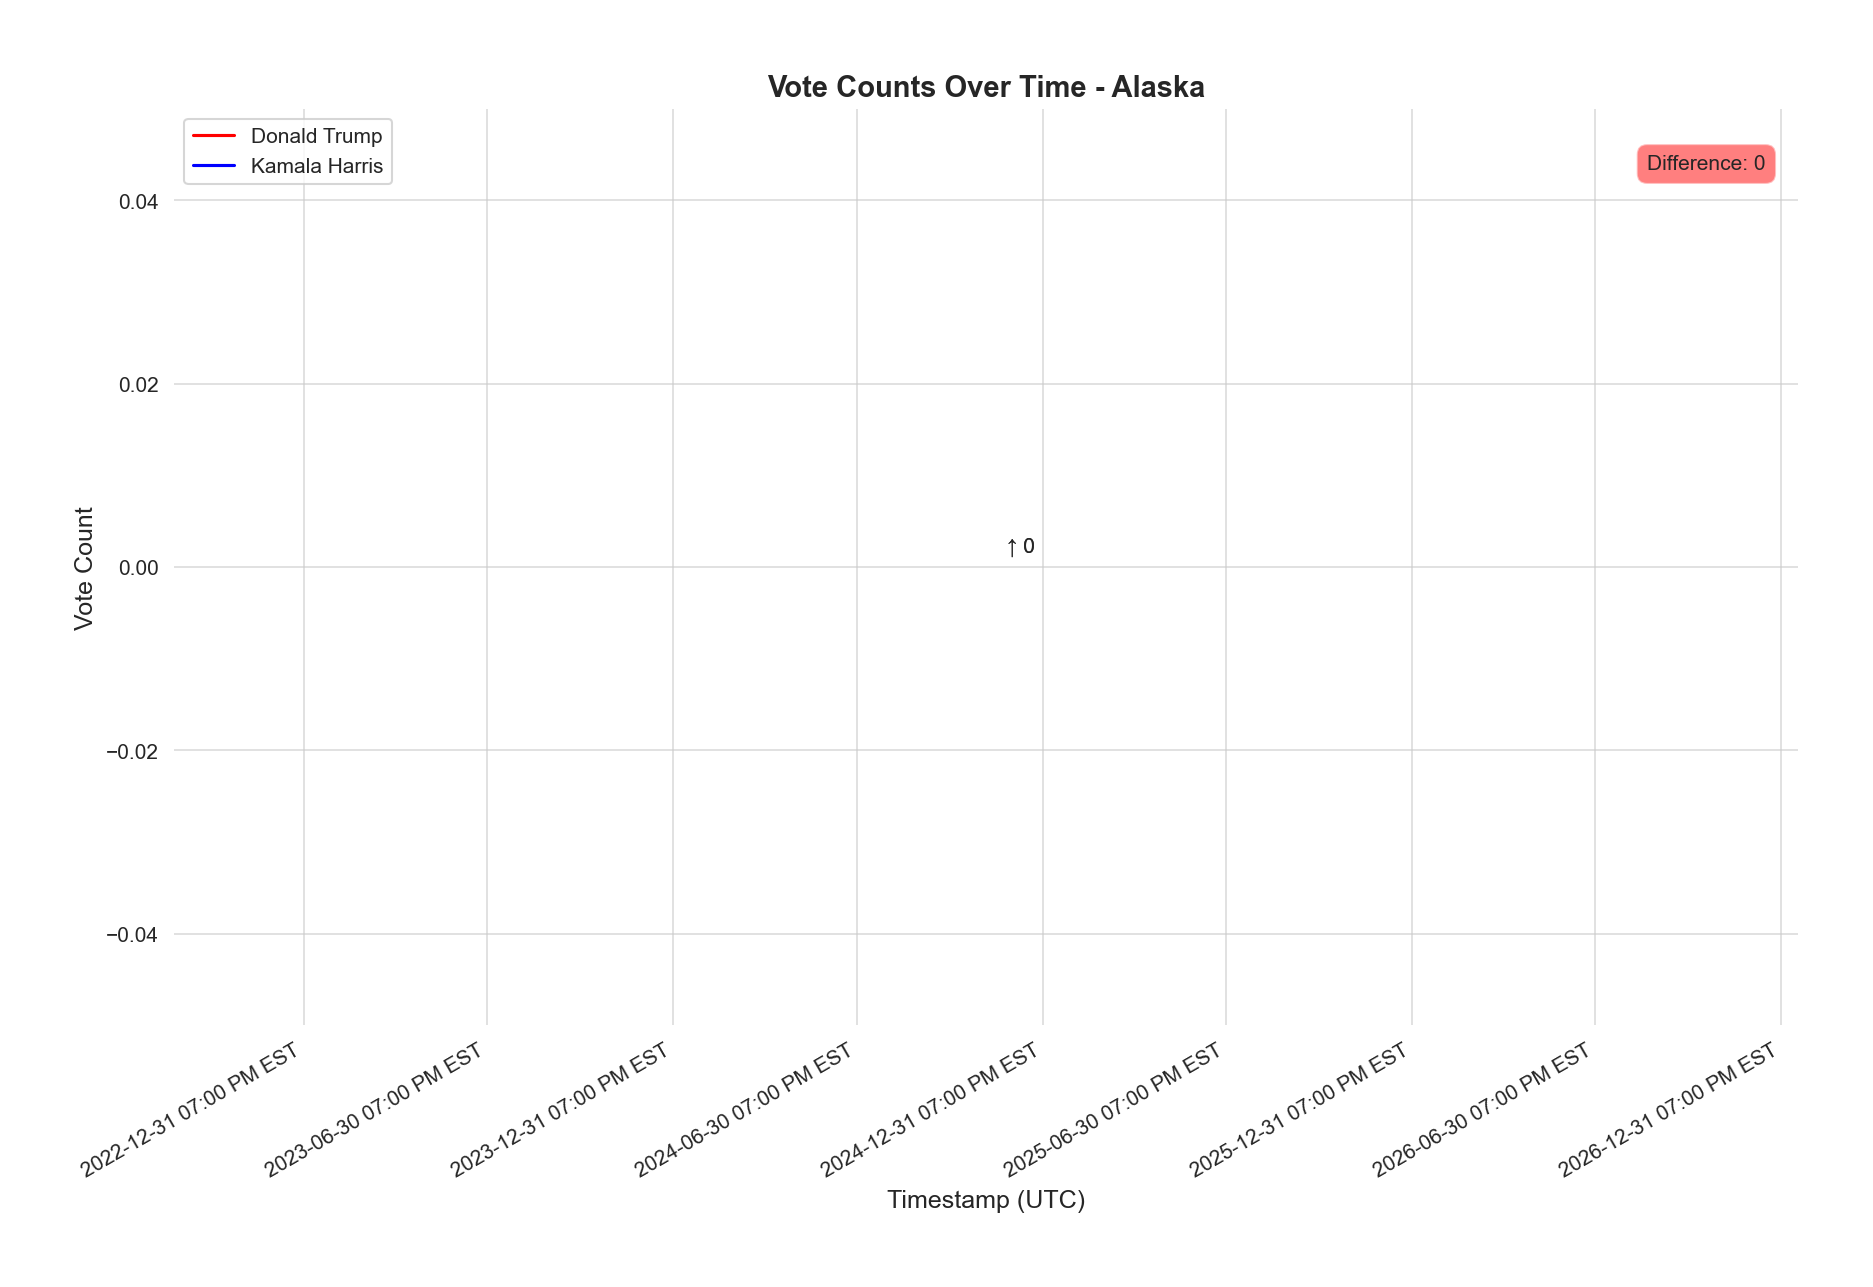 Vote Counts Over Time - Alaska
Donald Trump
Kamala Harris
Difference: 0
0.04
0.02
0.00
−0.02
−0.04
Vote Count
↑ 0
2022-12-31 07:00 PM EST
2023-06-30 07:00 PM EST
2023-12-31 07:00 PM EST
2024-06-30 07:00 PM EST
2024-12-31 07:00 PM EST
2025-06-30 07:00 PM EST
2025-12-31 07:00 PM EST
2026-06-30 07:00 PM EST
2026-12-31 07:00 PM EST
Timestamp (UTC)